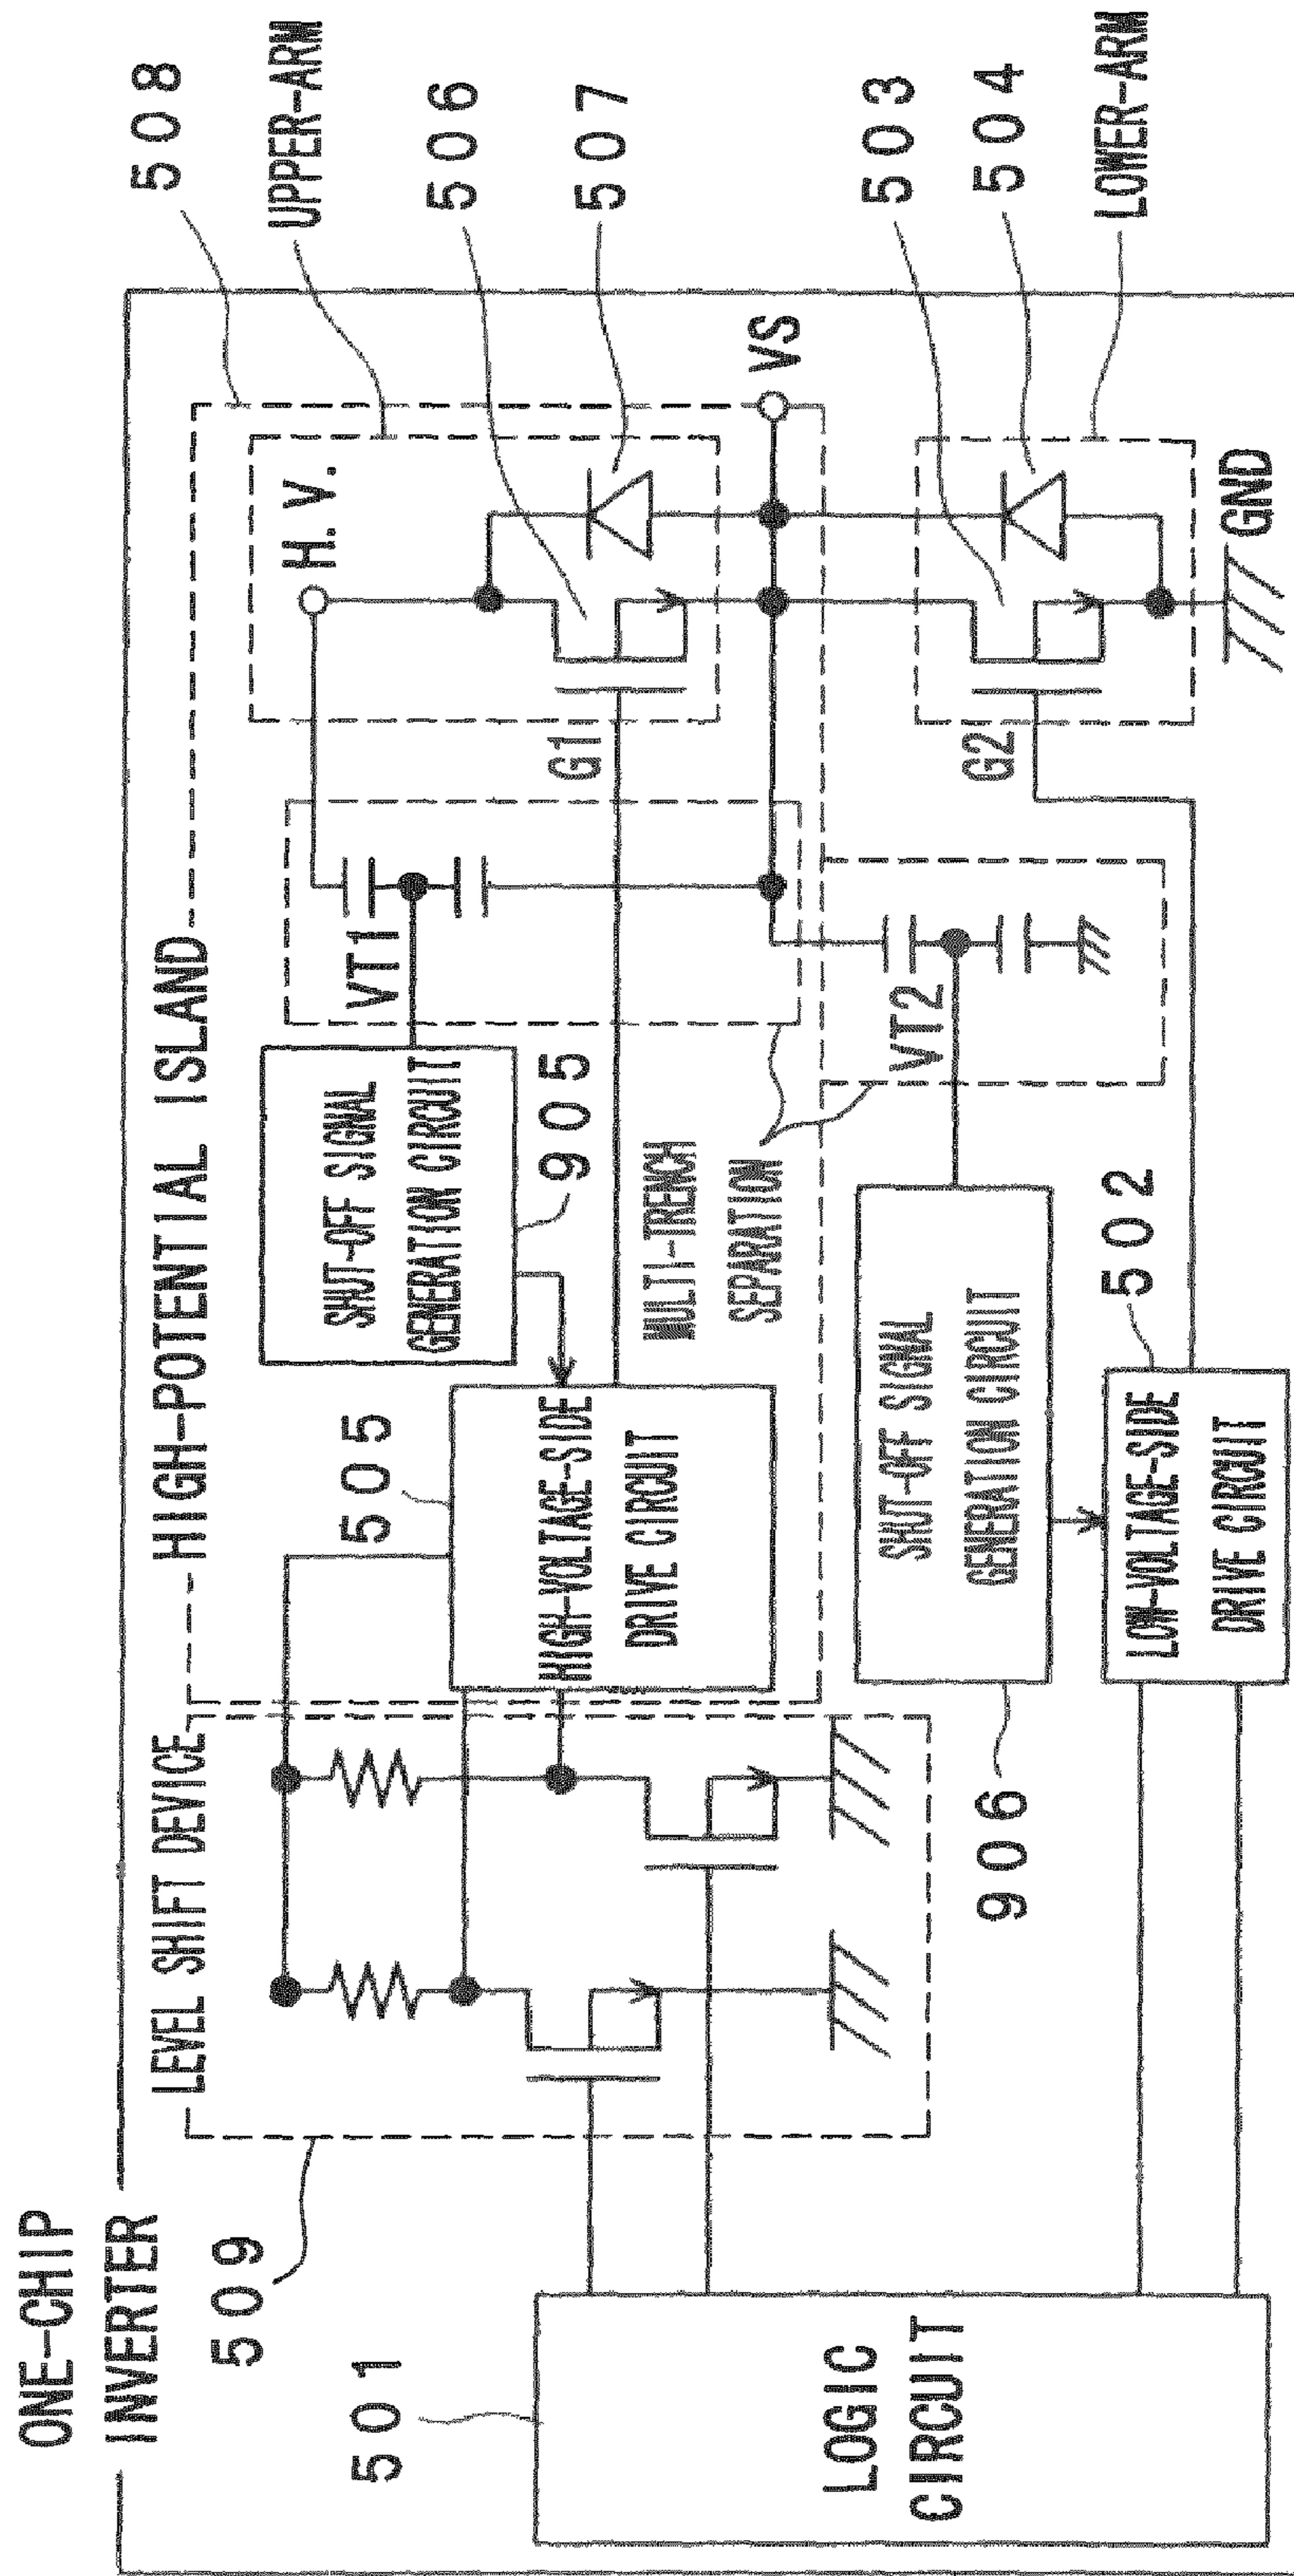 ONE-CHIP
INVERTER
HIGH-POTENTIAL ISLAND
508
UPPER-ARM
506
507
503
504
LOWER-ARM
LEVEL SHIFT DEVICE
509
501
LOGIC
CIRCUIT
505
HIGH-VOLTAGE-SIDE
DRIVE CIRCUIT
SHUT-OFF SIGNAL
GENERATION CIRCUIT
905
VT1
H. V.
G1
VS
MULTI-TRENCH
SEPARATION
VT2
G2
GND
SHUT-OFF SIGNAL
GENERATION CIRCUIT
906
502
LOW-VOLTAGE-SIDE
DRIVE CIRCUIT